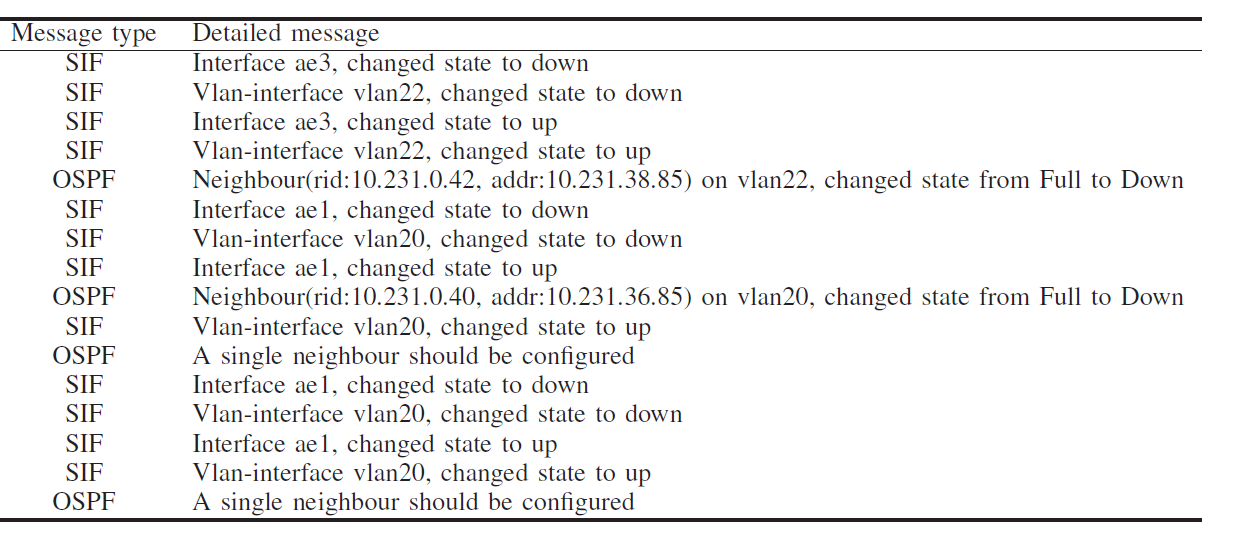 Message type Detailed message
SIF Interface ae3, changed state to down
SIF Vlan-interface vlan22, changed state to down
SIF Interface ae3, changed state to up
SIF Vlan-interface vlan22, changed state to up
OSPF Neighbour(rid:10.231.0.42, addr:10.231.38.85) on vlan22, changed state from Full to Down
SIF Interface ae1, changed state to down
SIF Vlan-interface vlan20, changed state to down
SIF Interface ae1, changed state to up
OSPF Neighbour(rid:10.231.0.40, addr:10.231.36.85) on vlan20, changed state from Full to Down
SIF Vlan-interface vlan20, changed state to up
OSPF A single neighbour should be configured
SIF Interface ae1, changed state to down
SIF Vlan-interface vlan20, changed state to down
SIF Interface ae1, changed state to up
SIF Vlan-interface vlan20, changed state to up
OSPF A single neighbour should be configured